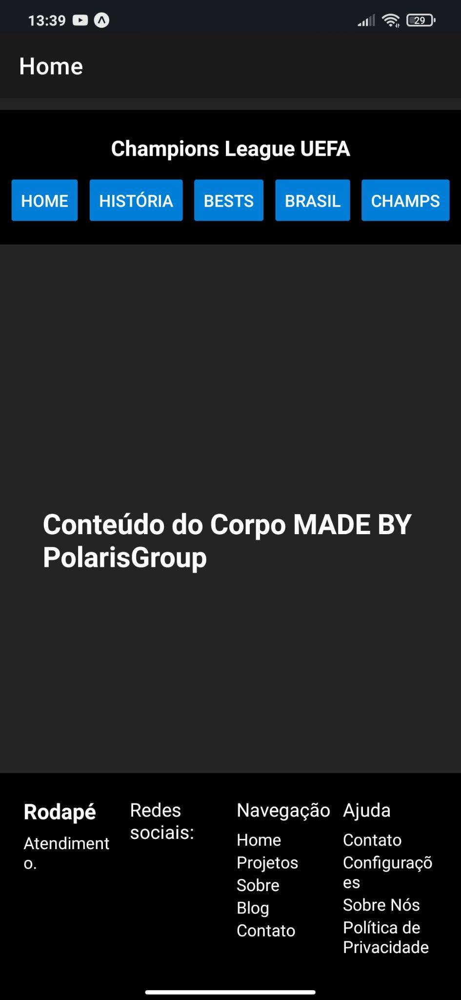 13:39
29
Home
Champions League UEFA
HOME
HISTÓRIA
BESTS
BRASIL
CHAMPS
Conteúdo do Corpo MADE BY
PolarisGroup
Rodapé
Atendiment
o.
Redes
sociais:
Navegação
Home
Projetos
Sobre
Blog
Contato
Ajuda
Contato
Configuraçõ
es
Sobre Nós
Política de
Privacidade